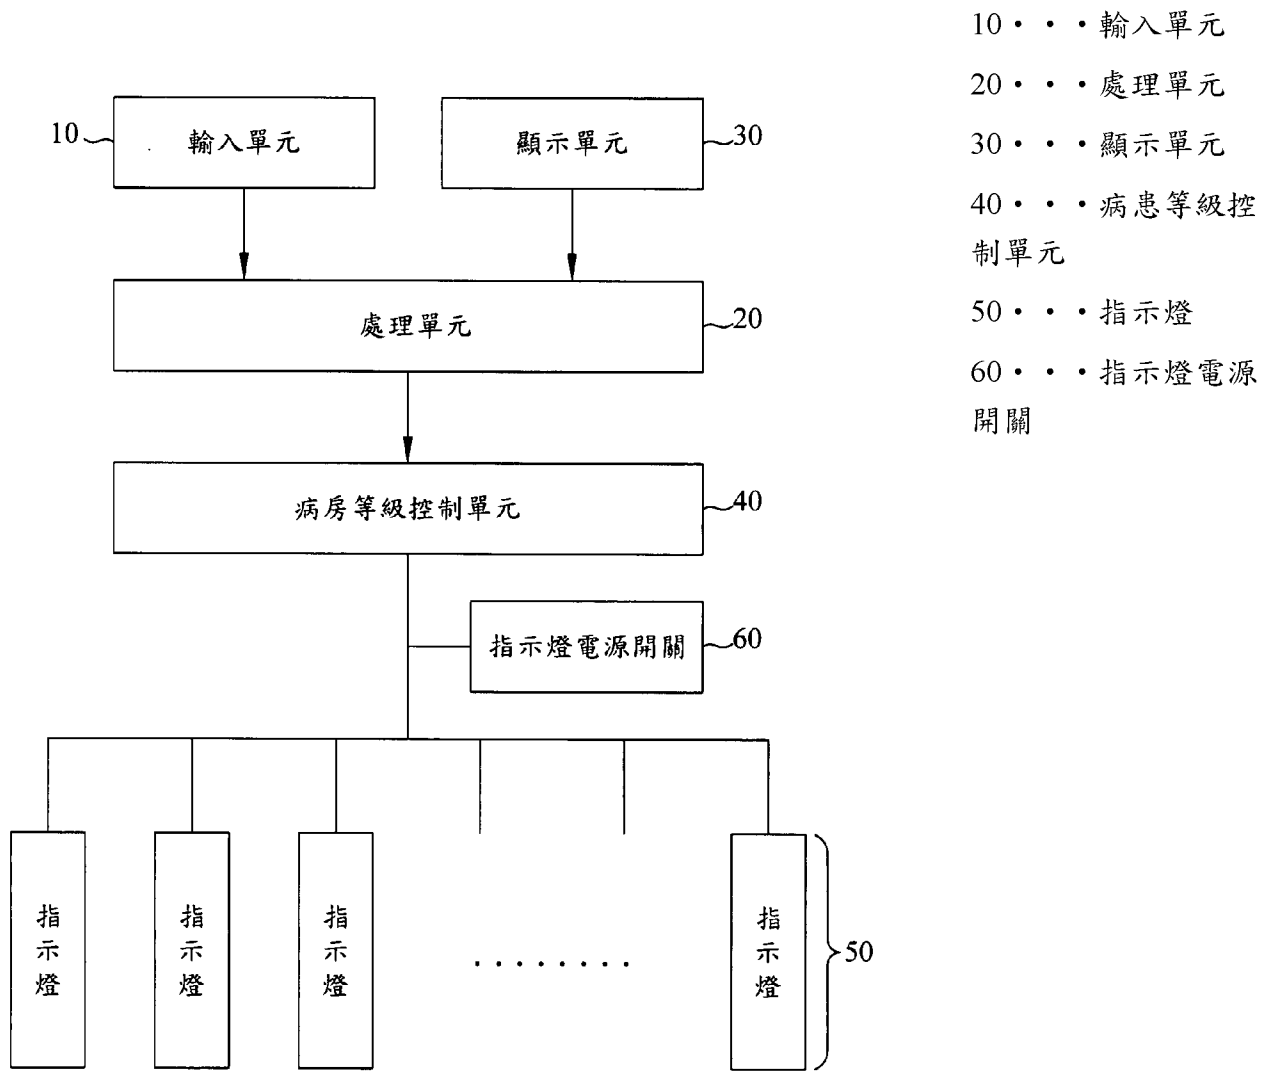 10・・・輸入單元
20・・・處理單元
30・・・顯示單元
40・・・病患等級控
制單元
50・・・指示燈
60・・・指示燈電源
開關
10
輸入單元
顯示單元
30
處理單元
20
病房等級控制單元
40
指示燈電源開關
60
指示燈
指示燈
指示燈
‧‧‧‧‧‧‧‧
指示燈
50